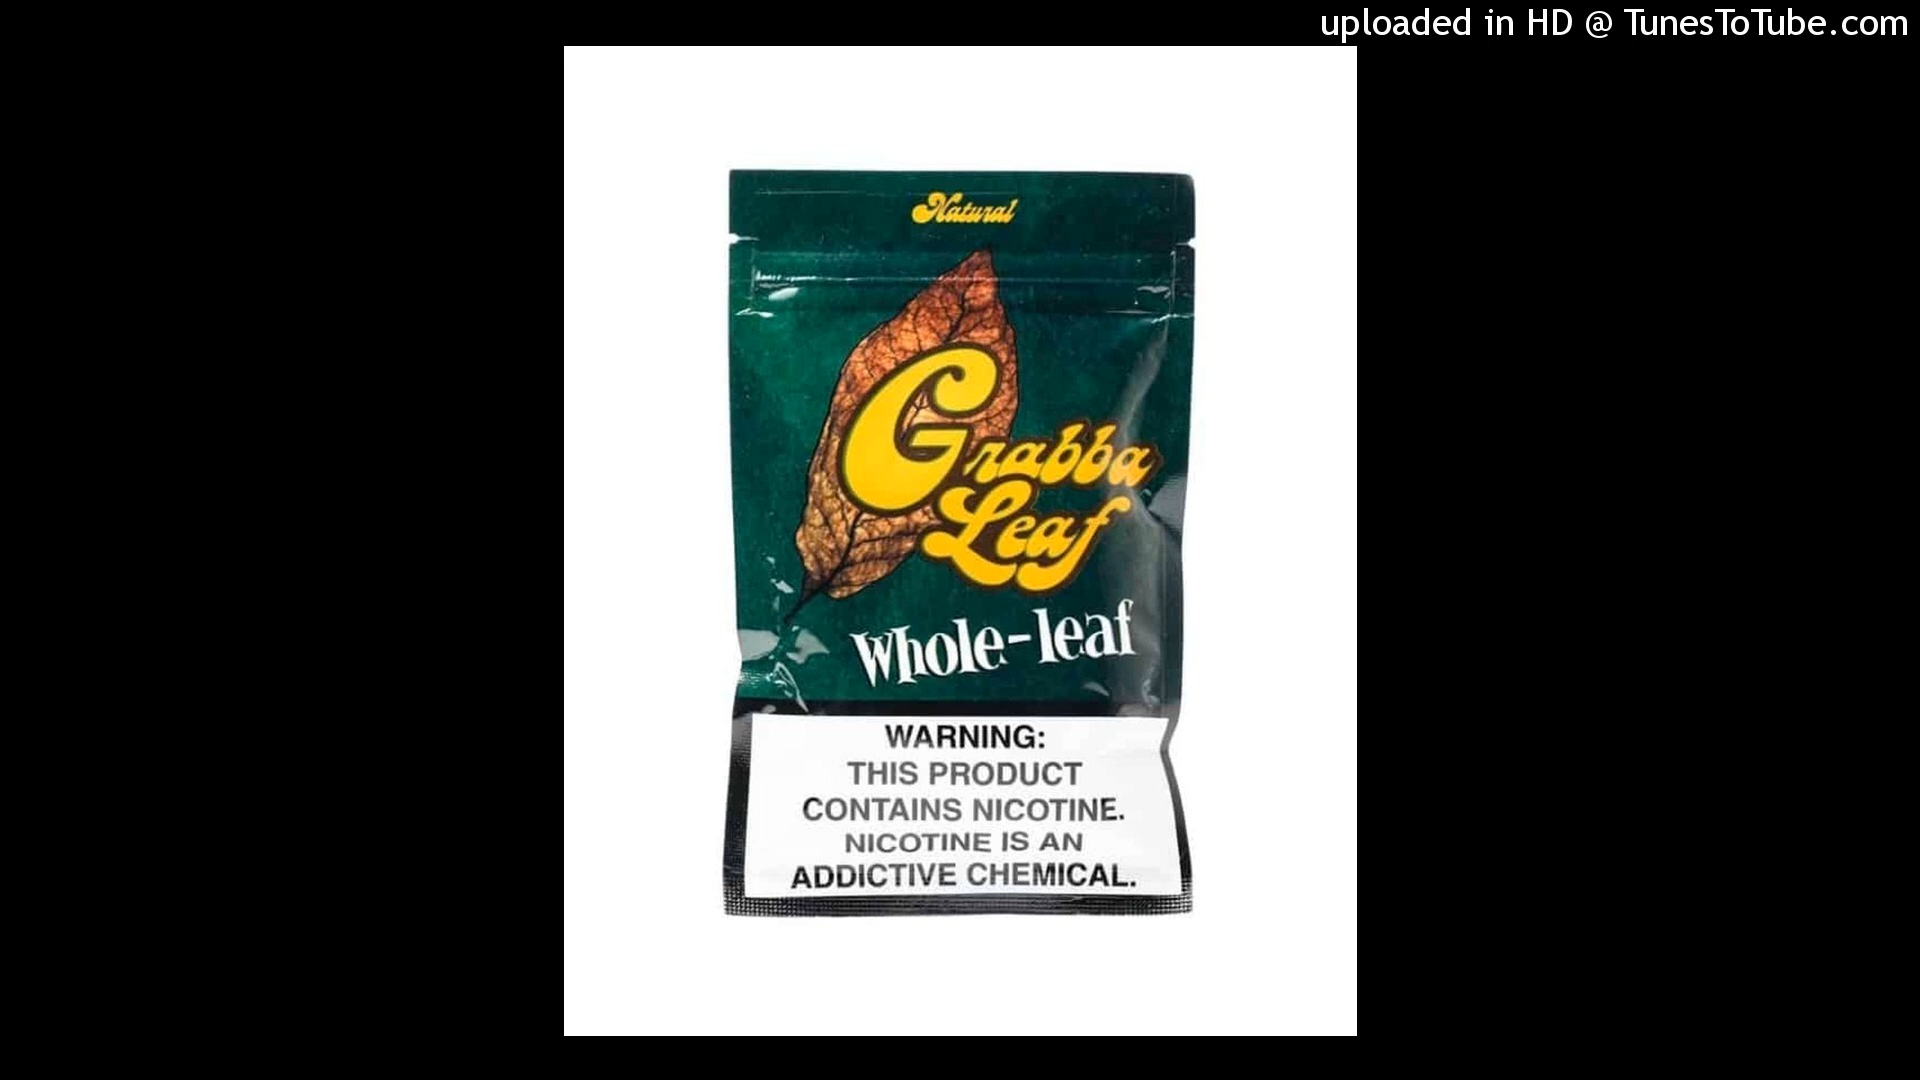 uploaded in HD @ TunesToTube.com
Natural
Grabba
Leaf
Whole-leaf
WARNING:
THIS PRODUCT
CONTAINS NICOTINE.
NICOTINE IS AN
ADDICTIVE CHEMICAL.